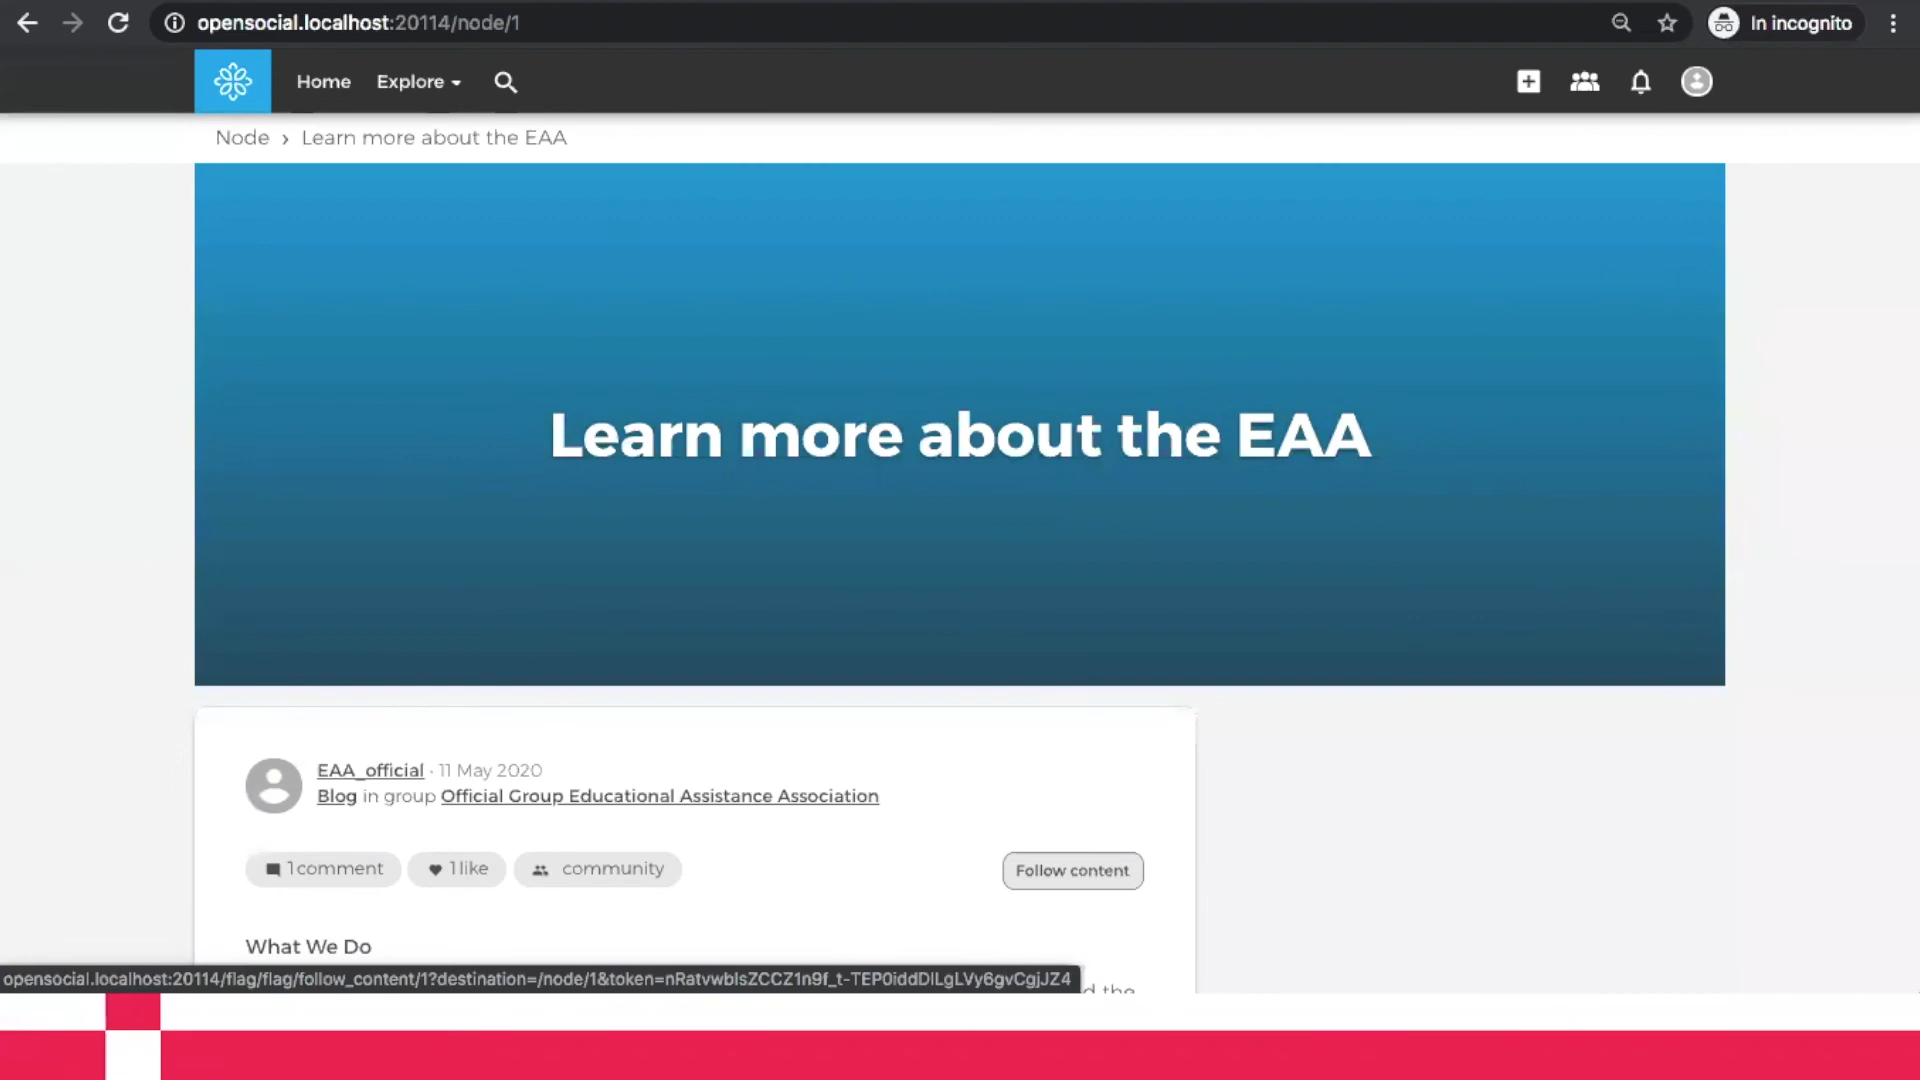 opensocial.localhost:20114/node/1
In incognito
Home Explore
Node › Learn more about the EAA
Learn more about the EAA
EAA_official · 11 May 2020
Blog in group Official Group Educational Assistance Association
1 comment 1 like community Follow content
What We Do
opensocial.localhost:20114/flag/flag/follow_content/1?destination=/node/1&token=nRatvwblsZCCZ1n9f_t-TEP0iddDlLgLVy6gvCgjJZ4
d the